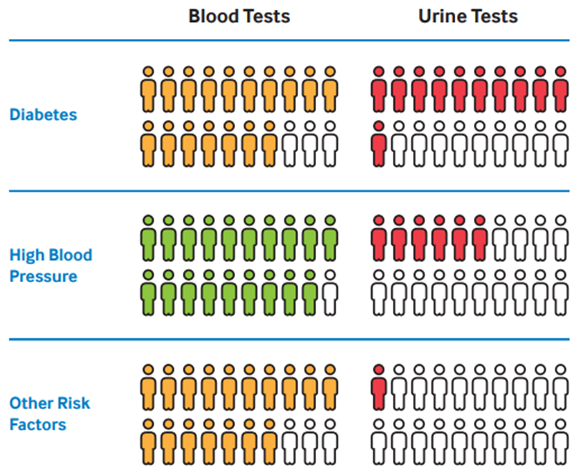 Blood Tests Urine Tests
Diabetes
High Blood
Pressure
Other Risk
Factors